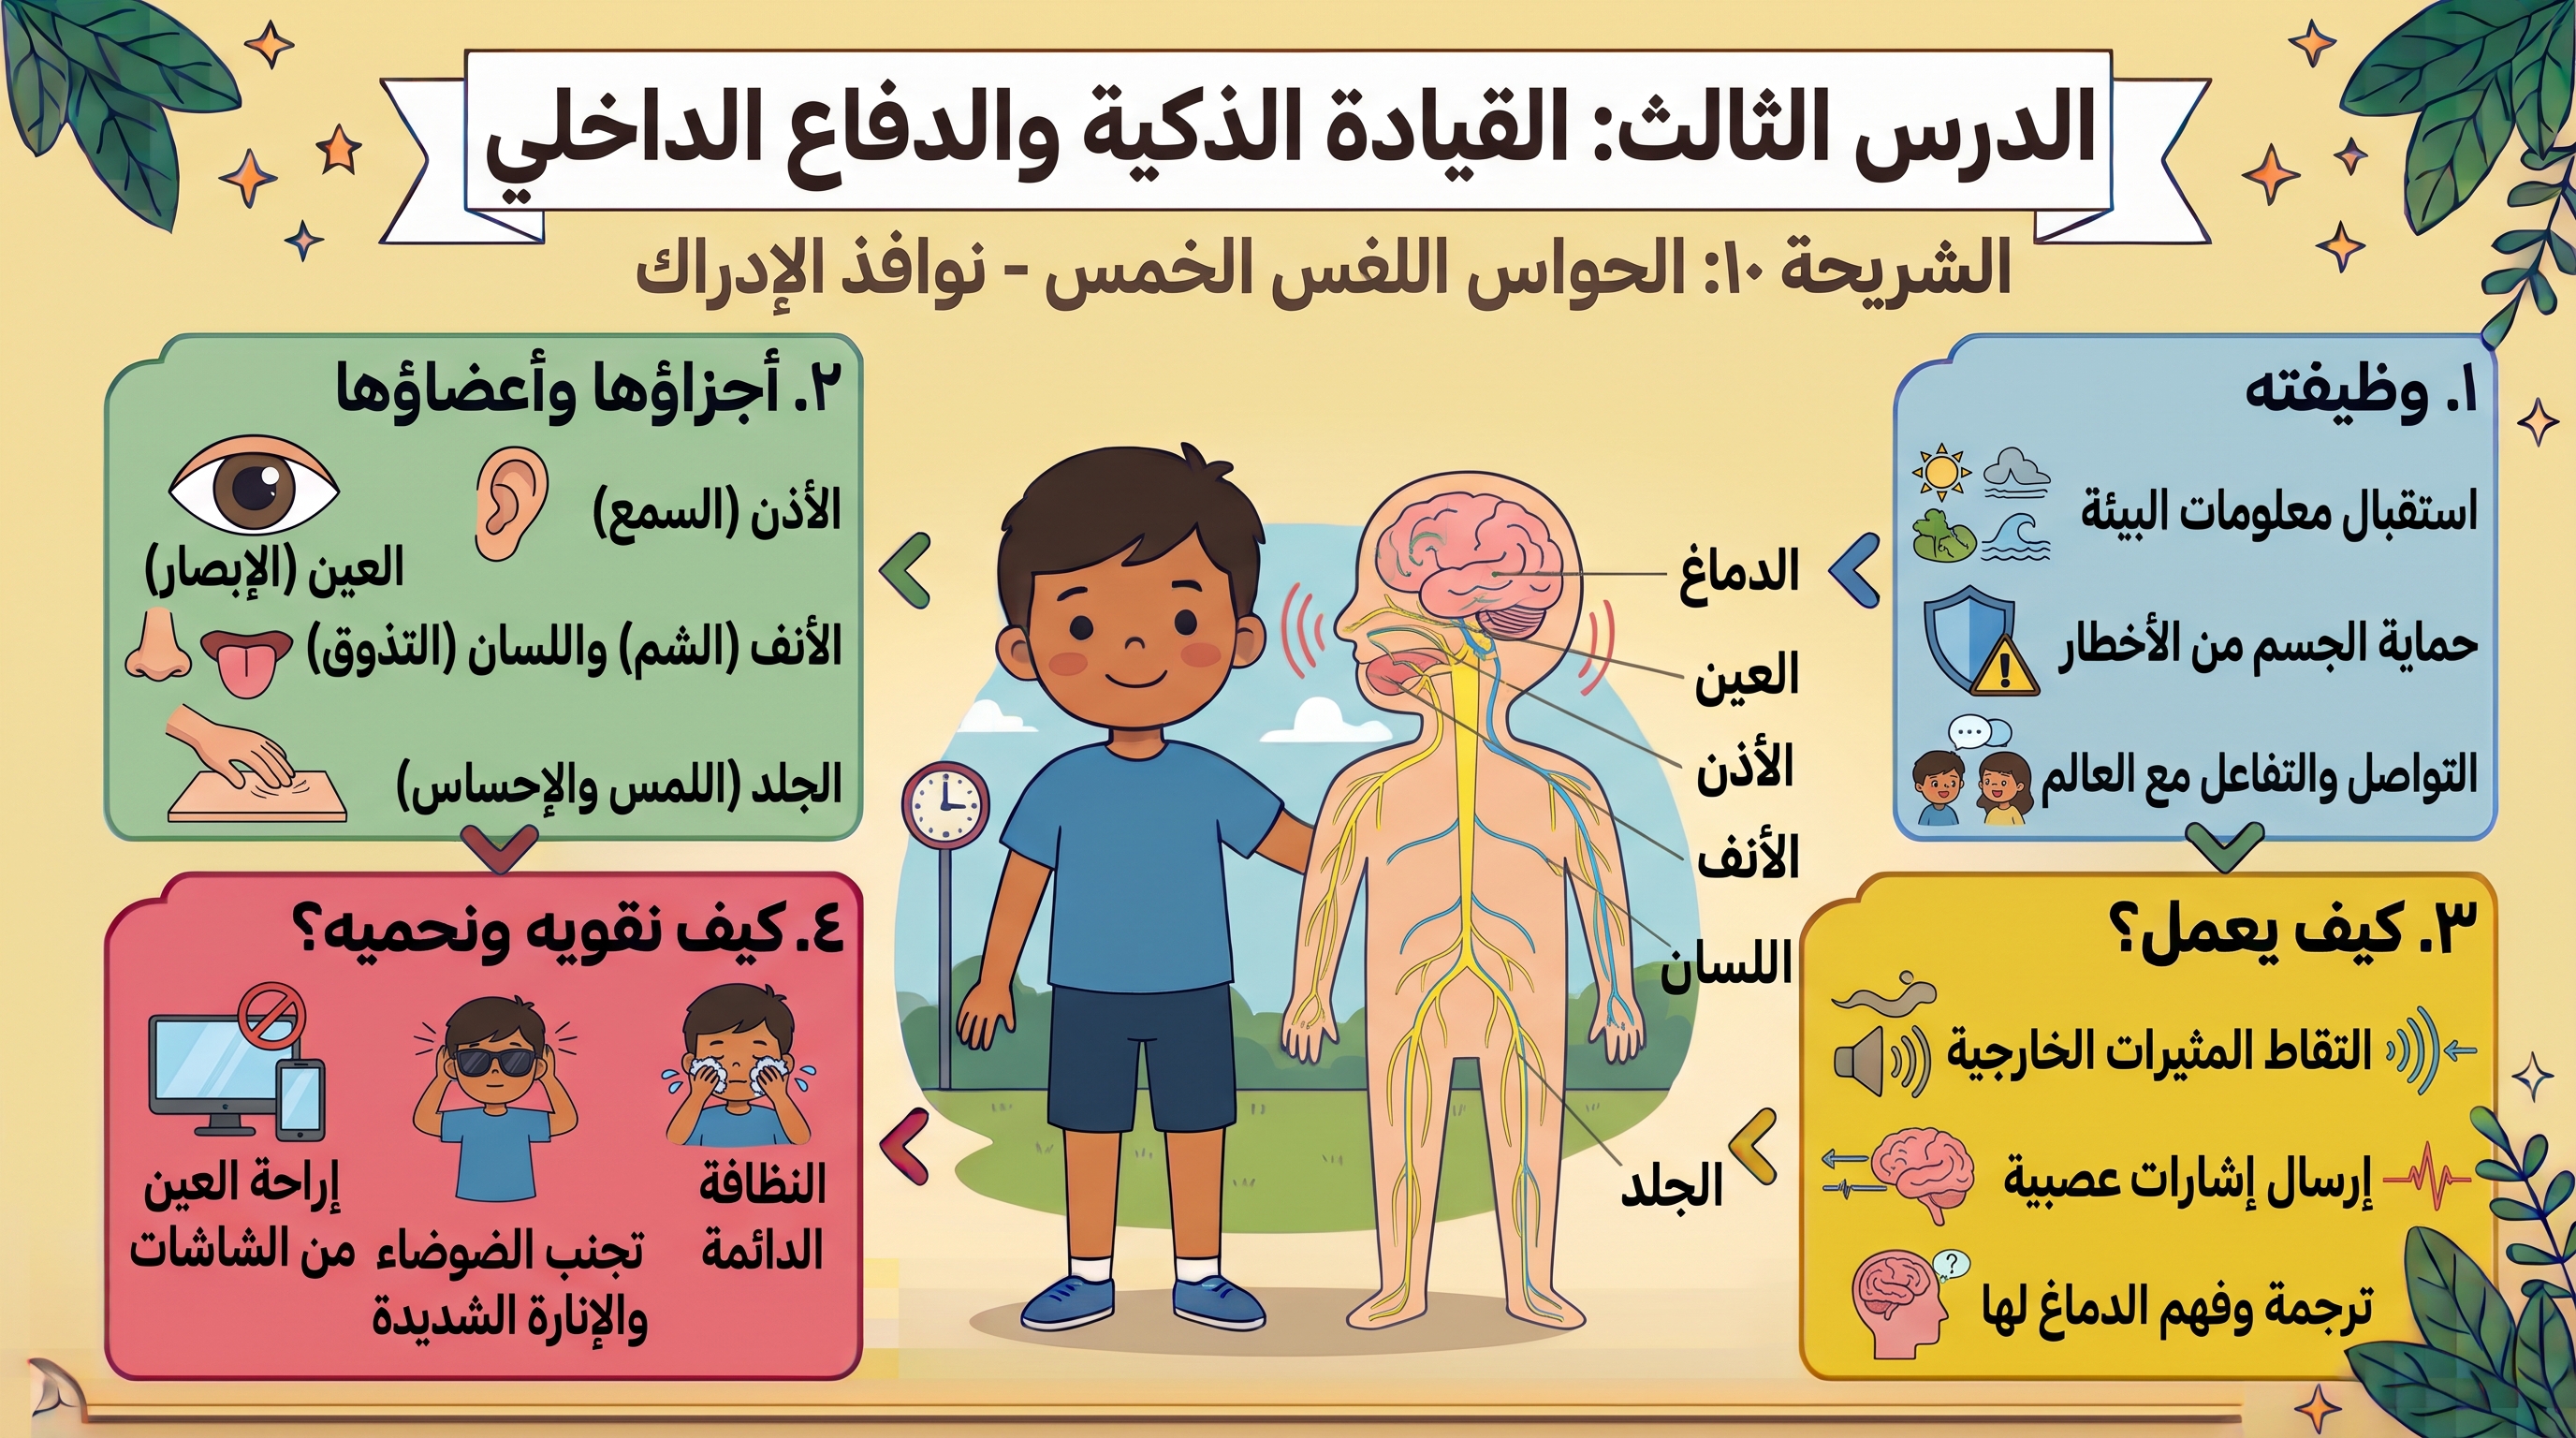 الدرس الثالث: القيادة الذكية والدفاع الداخلي
الشريحة ١٠: الحواس اللغس الخمس - نوافذ الإدراك
١. وظيفته
استقبال معلومات البيئة
حماية الجسم من الأخطار
التواصل والتفاعل مع العالم
٢. أجزاؤها وأعضاؤها
الأذن (السمع)
العين (الإبصار)
الأنف (الشم) واللسان (التذوق)
الجلد (اللمس والإحساس)
الدماغ
العين
الأذن
الأنف
اللسان
الجلد
٣. كيف يعمل؟
التقاط المثيرات الخارجية
إرسال إشارات عصبية
ترجمة وفهم الدماغ لها
?
٤. كيف نقويه ونحميه؟
النظافة
الدائمة
تجنب الضوضاء
والإنارة الشديدة
إراحة العين
من الشاشات